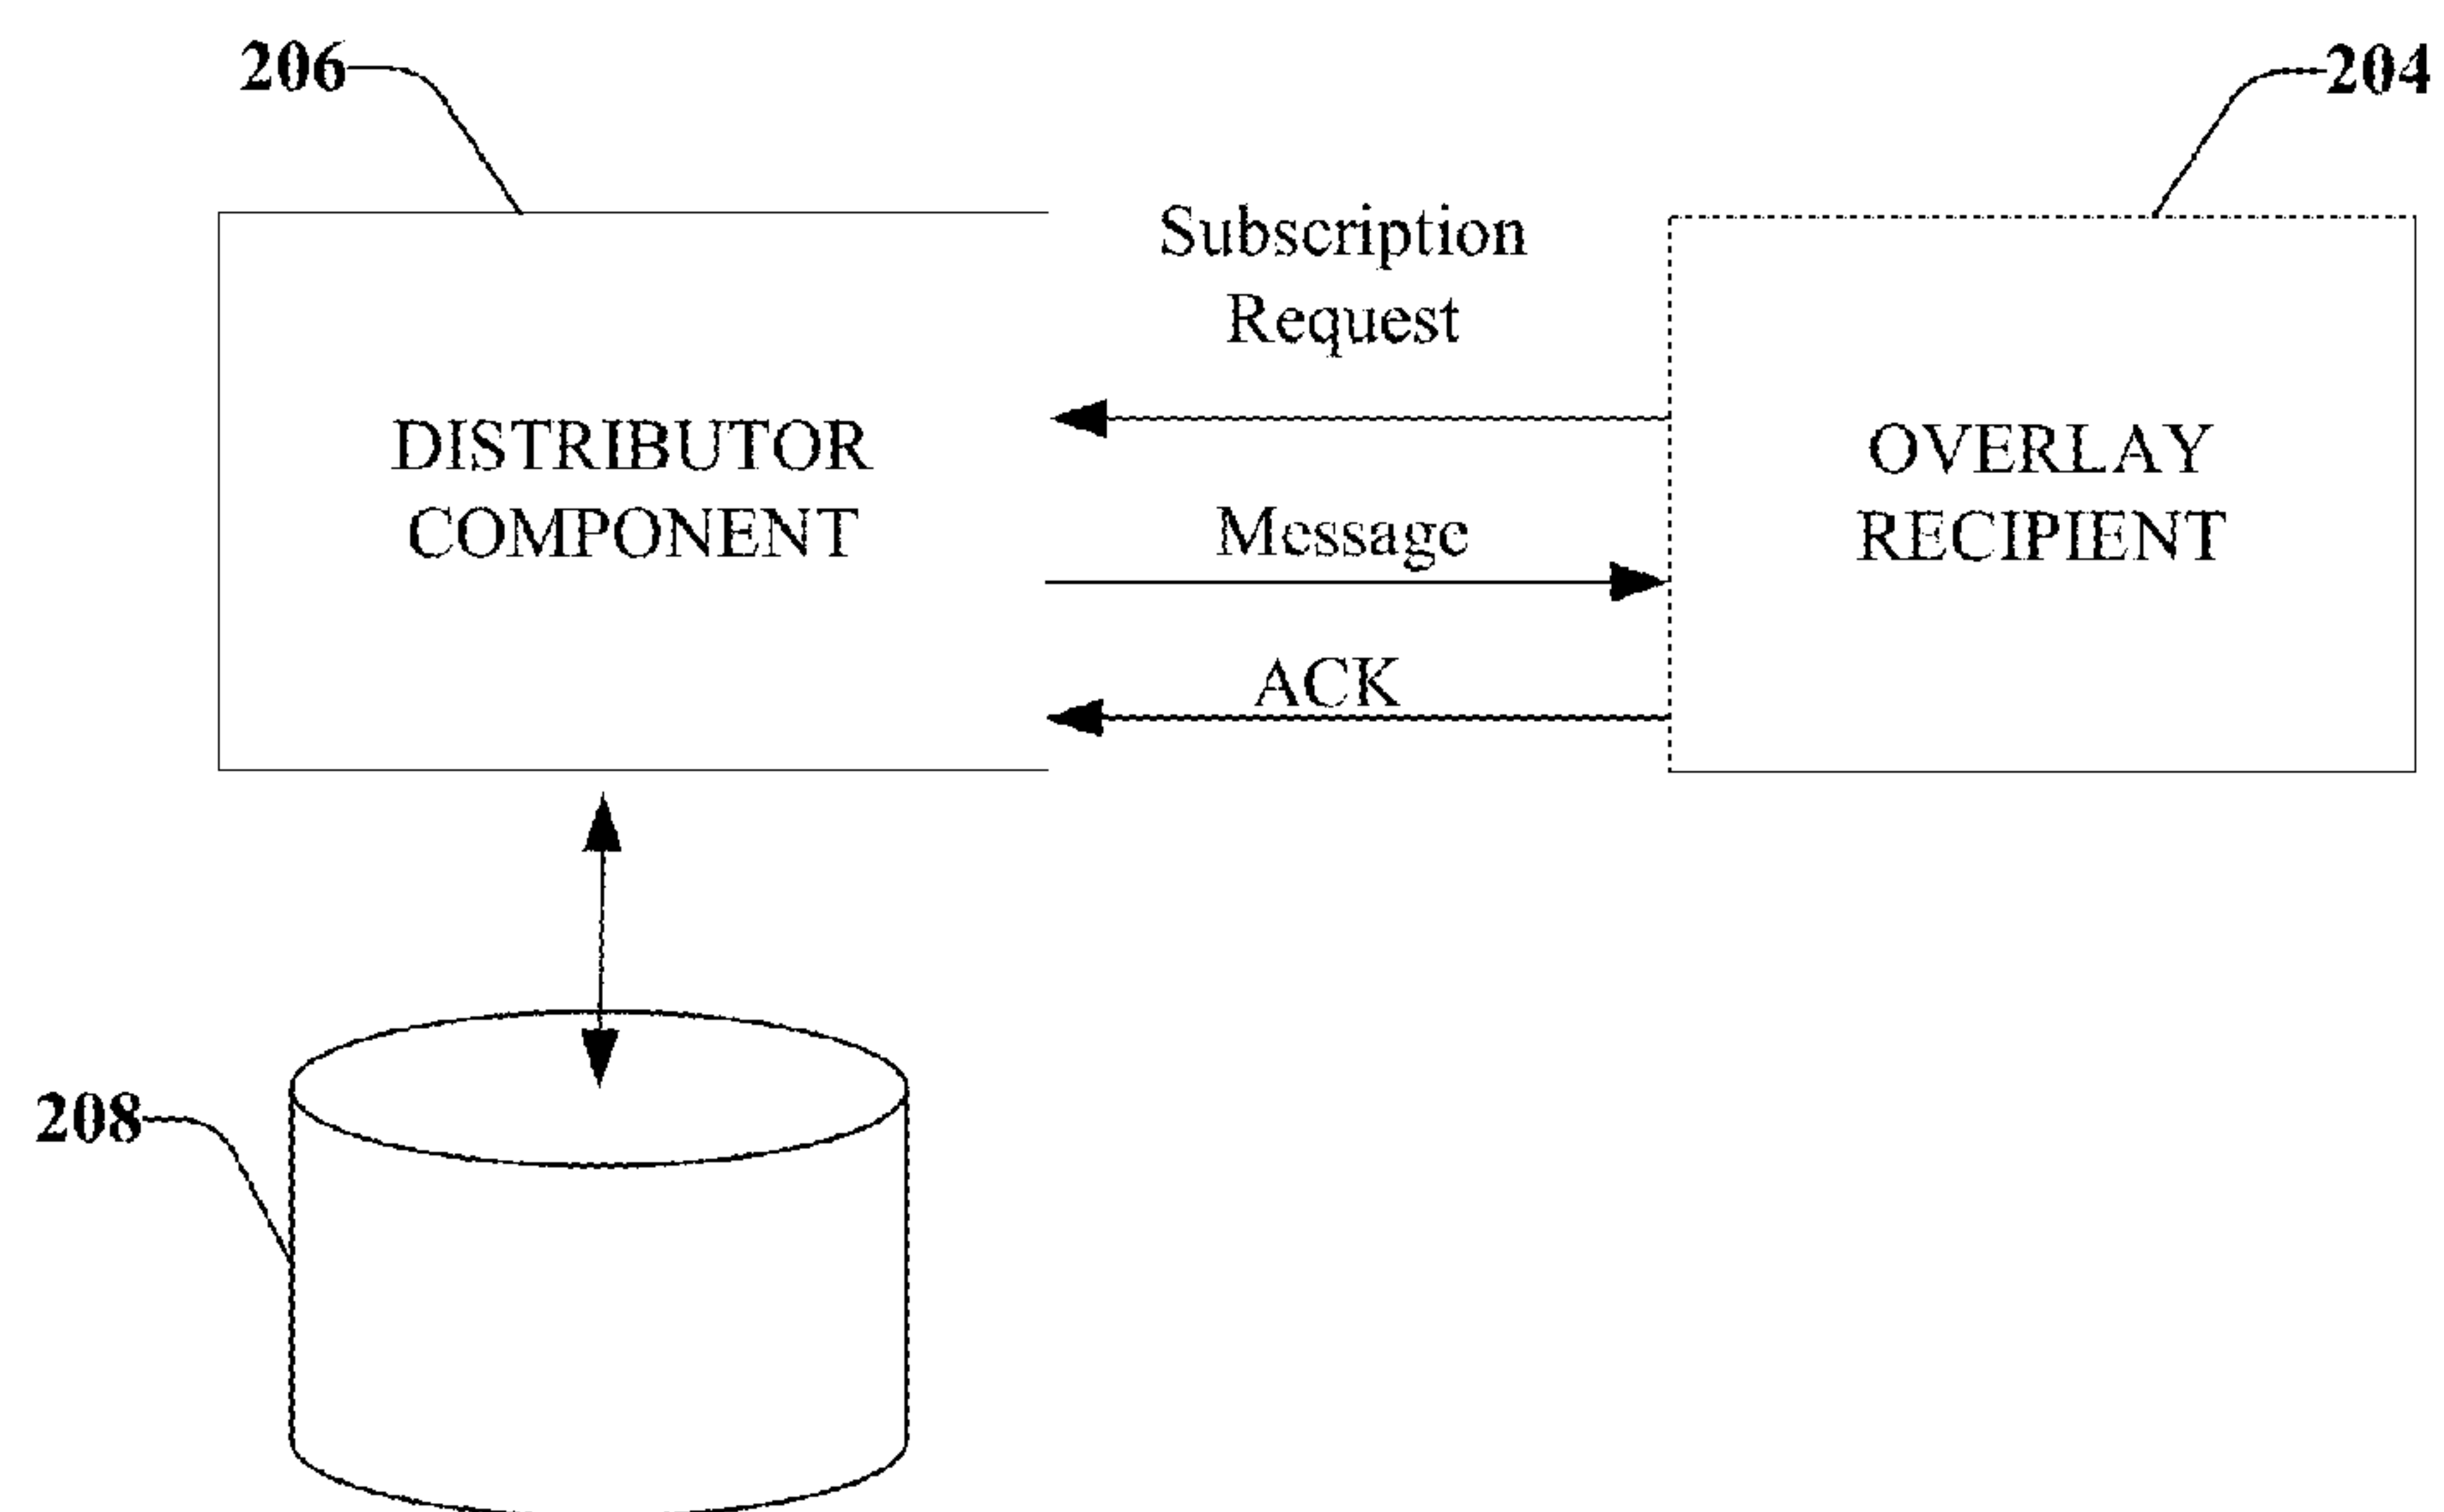 206
204
Subscription
Request
DISTRIBUTOR
COMPONENT
OVERLAY
RECIPIENT
Message
ACK
208